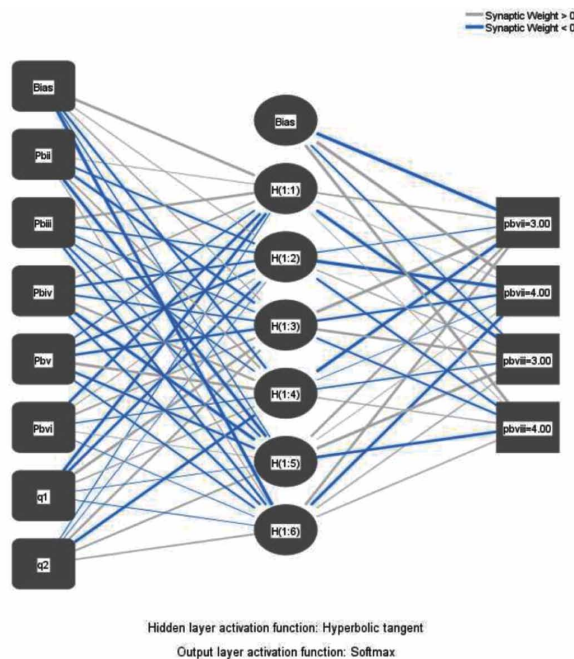 Synaptic Weight > 0
Synaptic Weight < 0
Bias
Pbii
Pbiii
Pbiv
Pbv
Pbvi
q1
q2
Bias
H(1:1)
H(1:2)
H(1:3)
H(1:4)
H(1:5)
H(1:6)
pbvii=3.00
pbvii=4.00
pbviii=3.00
pbviii=4.00
Hidden layer activation function: Hyperbolic tangent
Output layer activation function: Softmax